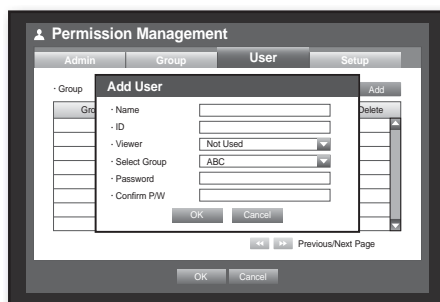 Permission Management
Admin Group User Setup
· Group Add
Add User
Gro Delete
· Name
· ID
· Viewer Not Used
· Select Group ABC
· Password
· Confirm P/W
OK Cancel
Previous/Next Page
OK Cancel